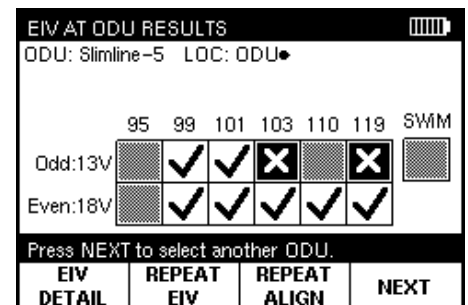 EIV AT ODU RESULTS
ODU: Slimline-5 LOC: ODU
95 99 101 103 110 119 SWiM
Odd:13V
Even:18V
Press NEXT to select another ODU.
EIV DETAIL REPEAT EIV REPEAT ALIGN NEXT